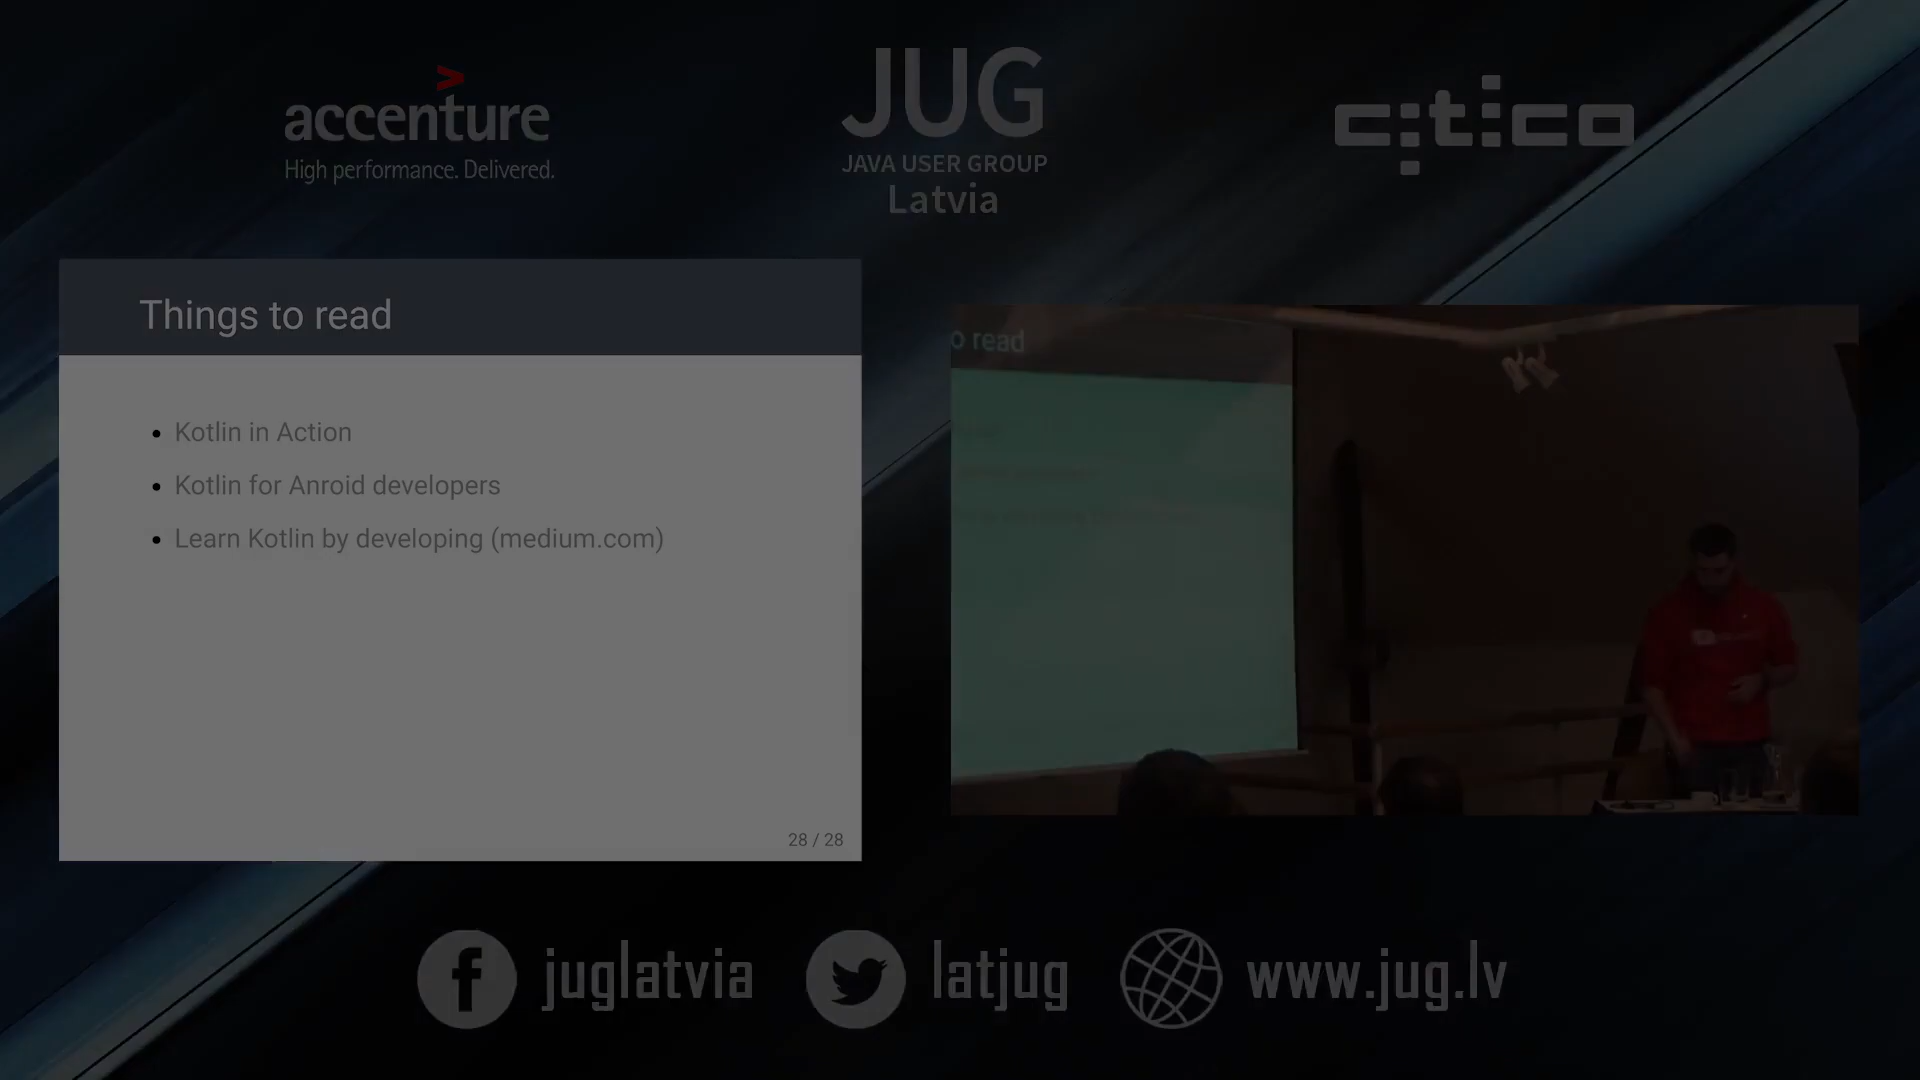 accenture
High performance. Delivered.
JUG
JAVA USER GROUP
Latvia
citico
Things to read
Kotlin in Action
Kotlin for Anroid developers
Learn Kotlin by developing (medium.com)
28 / 28
o read
juglatvia
latjug
www.jug.lv